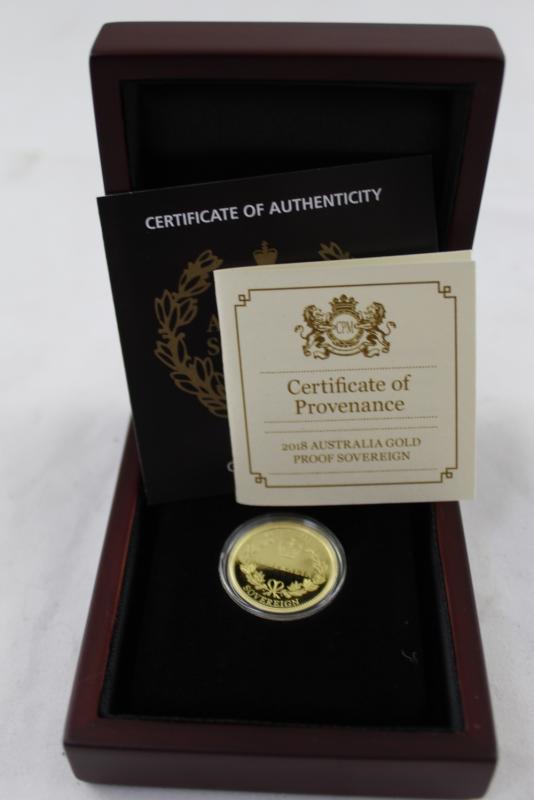 CERTIFICATE OF AUTHENTICITY
CPM
Certificate of
Provenance
2018 AUSTRALIA GOLD
PROOF SOVEREIGN
SOVEREIGN